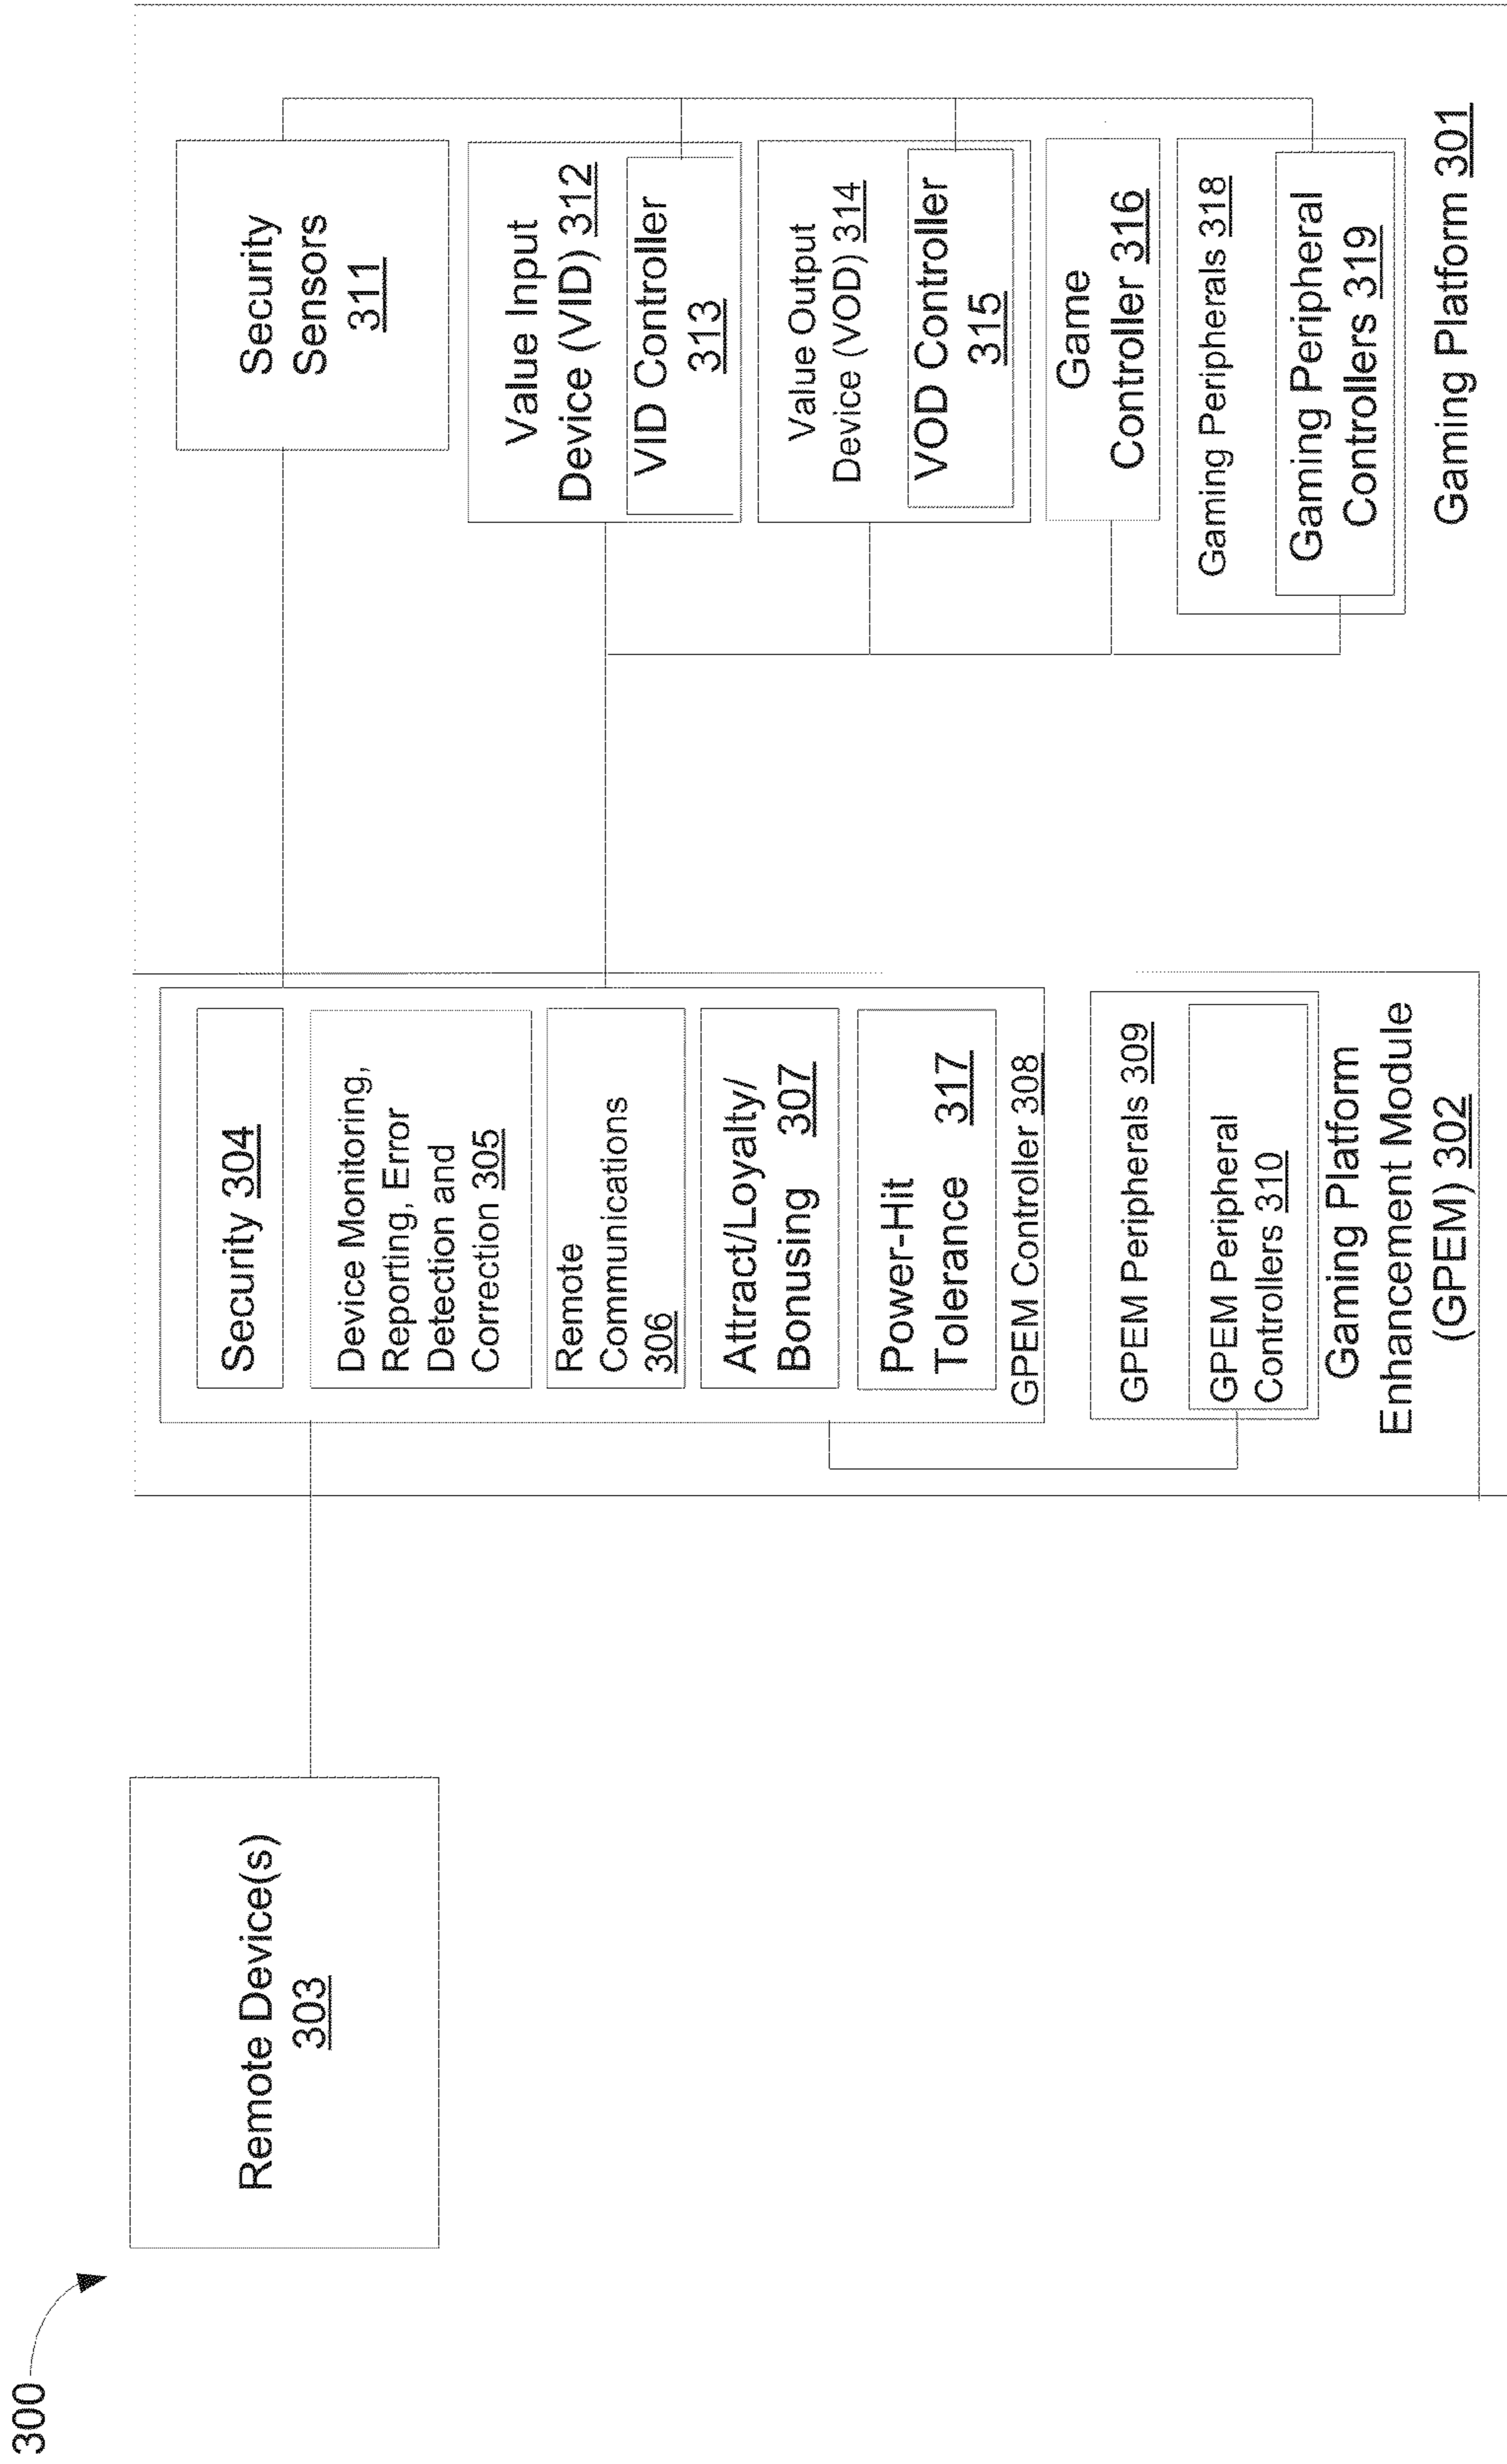 300
Remote Device(s)
303
Security 304
Device Monitoring,
Reporting, Error
Detection and
Correction 305
Remote
Communications
306
Attract/Loyalty/
Bonusing 307
Power-Hit
Tolerance 317
GPEM Controller 308
GPEM Peripherals 309
GPEM Peripheral
Controllers 310
Gaming Platform
Enhancement Module
(GPEM) 302
Security
Sensors
311
Value Input
Device (VID) 312
VID Controller
313
Value Output
Device (VOD) 314
VOD Controller
315
Game
Controller 316
Gaming Peripherals 318
Gaming Peripheral
Controllers 319
Gaming Platform 301